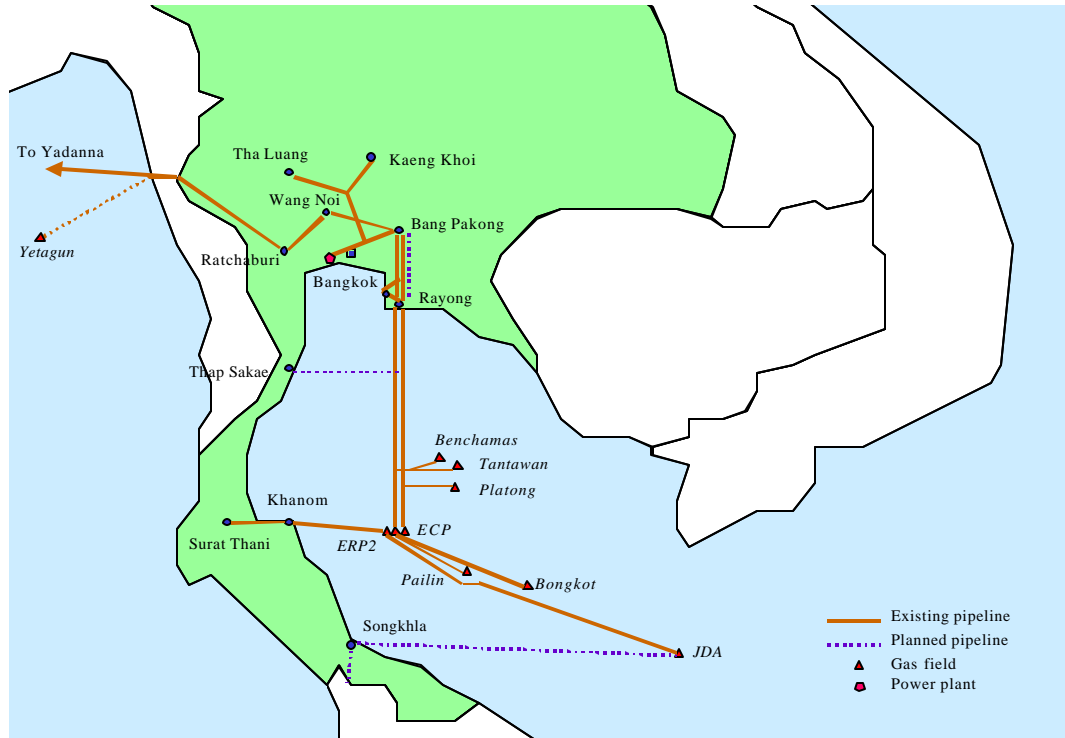 To Yadanna
Tha Luang
Kaeng Khoi
Wang Noi
Bang Pakong
Yetagun
Ratchaburi
Bangkok
Rayong
Thap Sakae
Benchamas
Tantawan
Platong
Khanom
ECP
Surat Thani
ERP2
Pailin
Bongkot
Songkhla
JDA
Existing pipeline
Planned pipeline
Gas field
Power plant